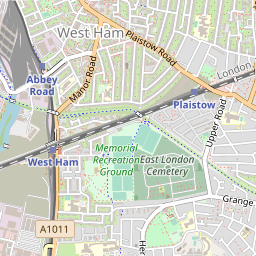 West Ham
Plaistow Road
London
Abbey
Road
Manor Road
Plaistow
Upper Road
West Ham
Memorial
Recreation
Ground
East London
Cemetery
Grange
A1011